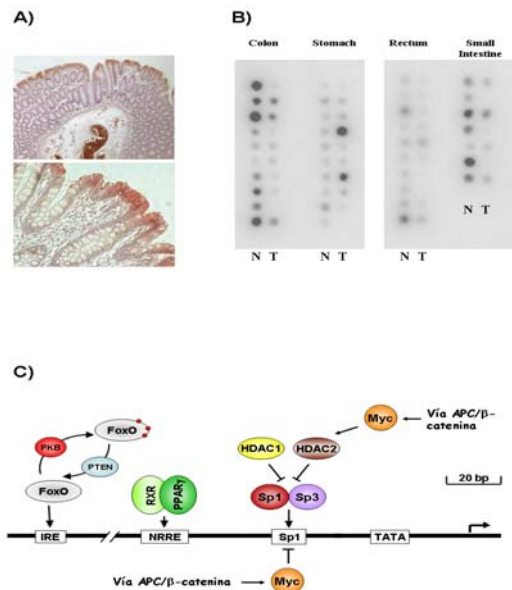 A)
B)
Colon Stomach Rectum Small Intestine
N T N T N T N T
C)
Myc Vía APC/β-catenina
FoxO
PKB
HDAC1 HDAC2
PTEN
20 bp
FoxO RXR PPARγ Sp1 Sp3
IRE NRRE Sp1 TATA
Vía APC/β-catenina Myc